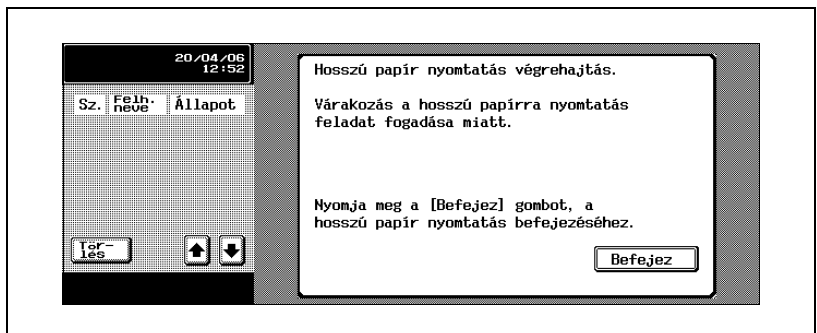 20/04/06
12:52
Sz. Felh. neve Állapot
Tör-
lés
Hosszú papír nyomtatás végrehajtás.
Várakozás a hosszú papírra nyomtatás
feladat fogadása miatt.
Nyomja meg a [Befejez] gombot, a
hosszú papír nyomtatás befejezéséhez.
Befejez